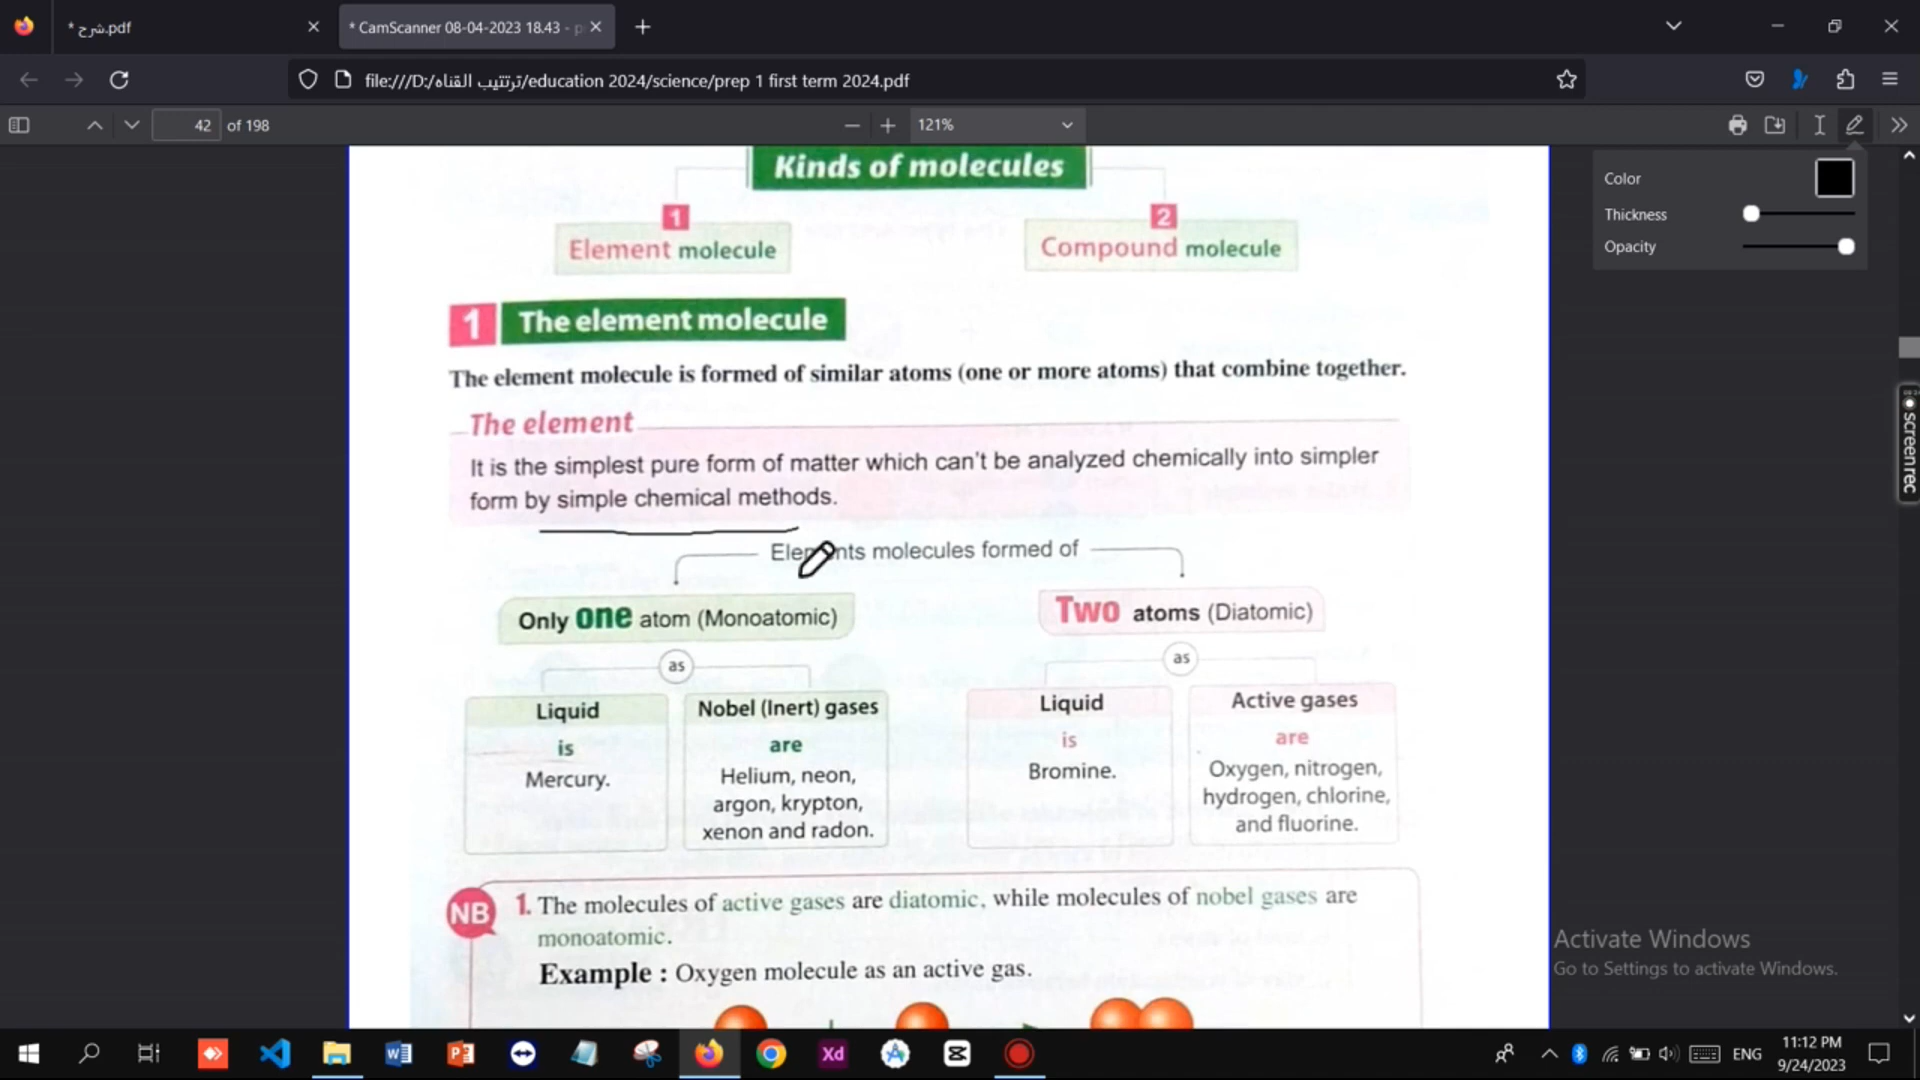 * شرح.pdf
* CamScanner 08-04-2023 18.43 - p
file:///D:/ترتتيب القناه/education 2024/science/prep 1 first term 2024.pdf
42 of 198
121%
Color
Thickness
Opacity
Kinds of molecules
1
2
Element molecule
Compound molecule
1 The element molecule
The element molecule is formed of similar atoms (one or more atoms) that combine together.
The element
It is the simplest pure form of matter which can't be analyzed chemically into simpler
form by simple chemical methods.
Elements molecules formed of
Only one atom (Monoatomic)
Two atoms (Diatomic)
as
as
Liquid
is
Mercury.
Nobel (Inert) gases
are
Helium, neon,
argon, krypton,
xenon and radon.
Liquid
is
Bromine.
Active gases
are
Oxygen, nitrogen,
hydrogen, chlorine,
and fluorine.
NB
1. The molecules of active gases are diatomic, while molecules of nobel gases are
monoatomic.
Example : Oxygen molecule as an active gas.
screenrec
Activate Windows
Go to Settings to activate Windows.
Xd
ENG
11:12 PM
9/24/2023